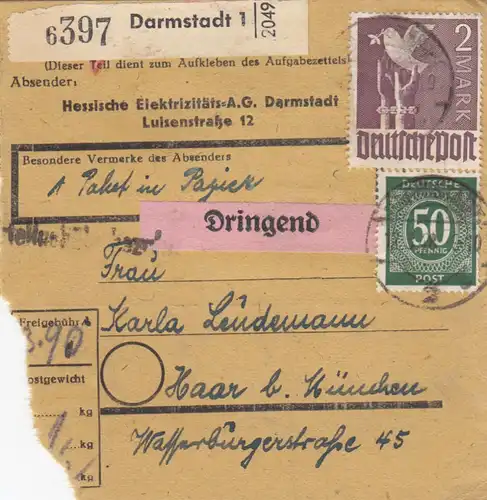 6397 Darmstadt 1
2049
(Dieser Teil dient zum Aufkleben des Aufgabezettels
Absender:
Hessische Elektrizitäts-A.G. Darmstadt
Luisenstraße 12
2 MARK
Deutsche Post
Besondere Vermerke des Absenders
1 Paket in Papier
Dringend
DEUTSCHE
50
PFENNIG
POST
Frau
Karla Lindemann
Freigebühr
3.90
Haar b. München
Postgewicht
kg
Wasserburgerstraße 45
kg
kg